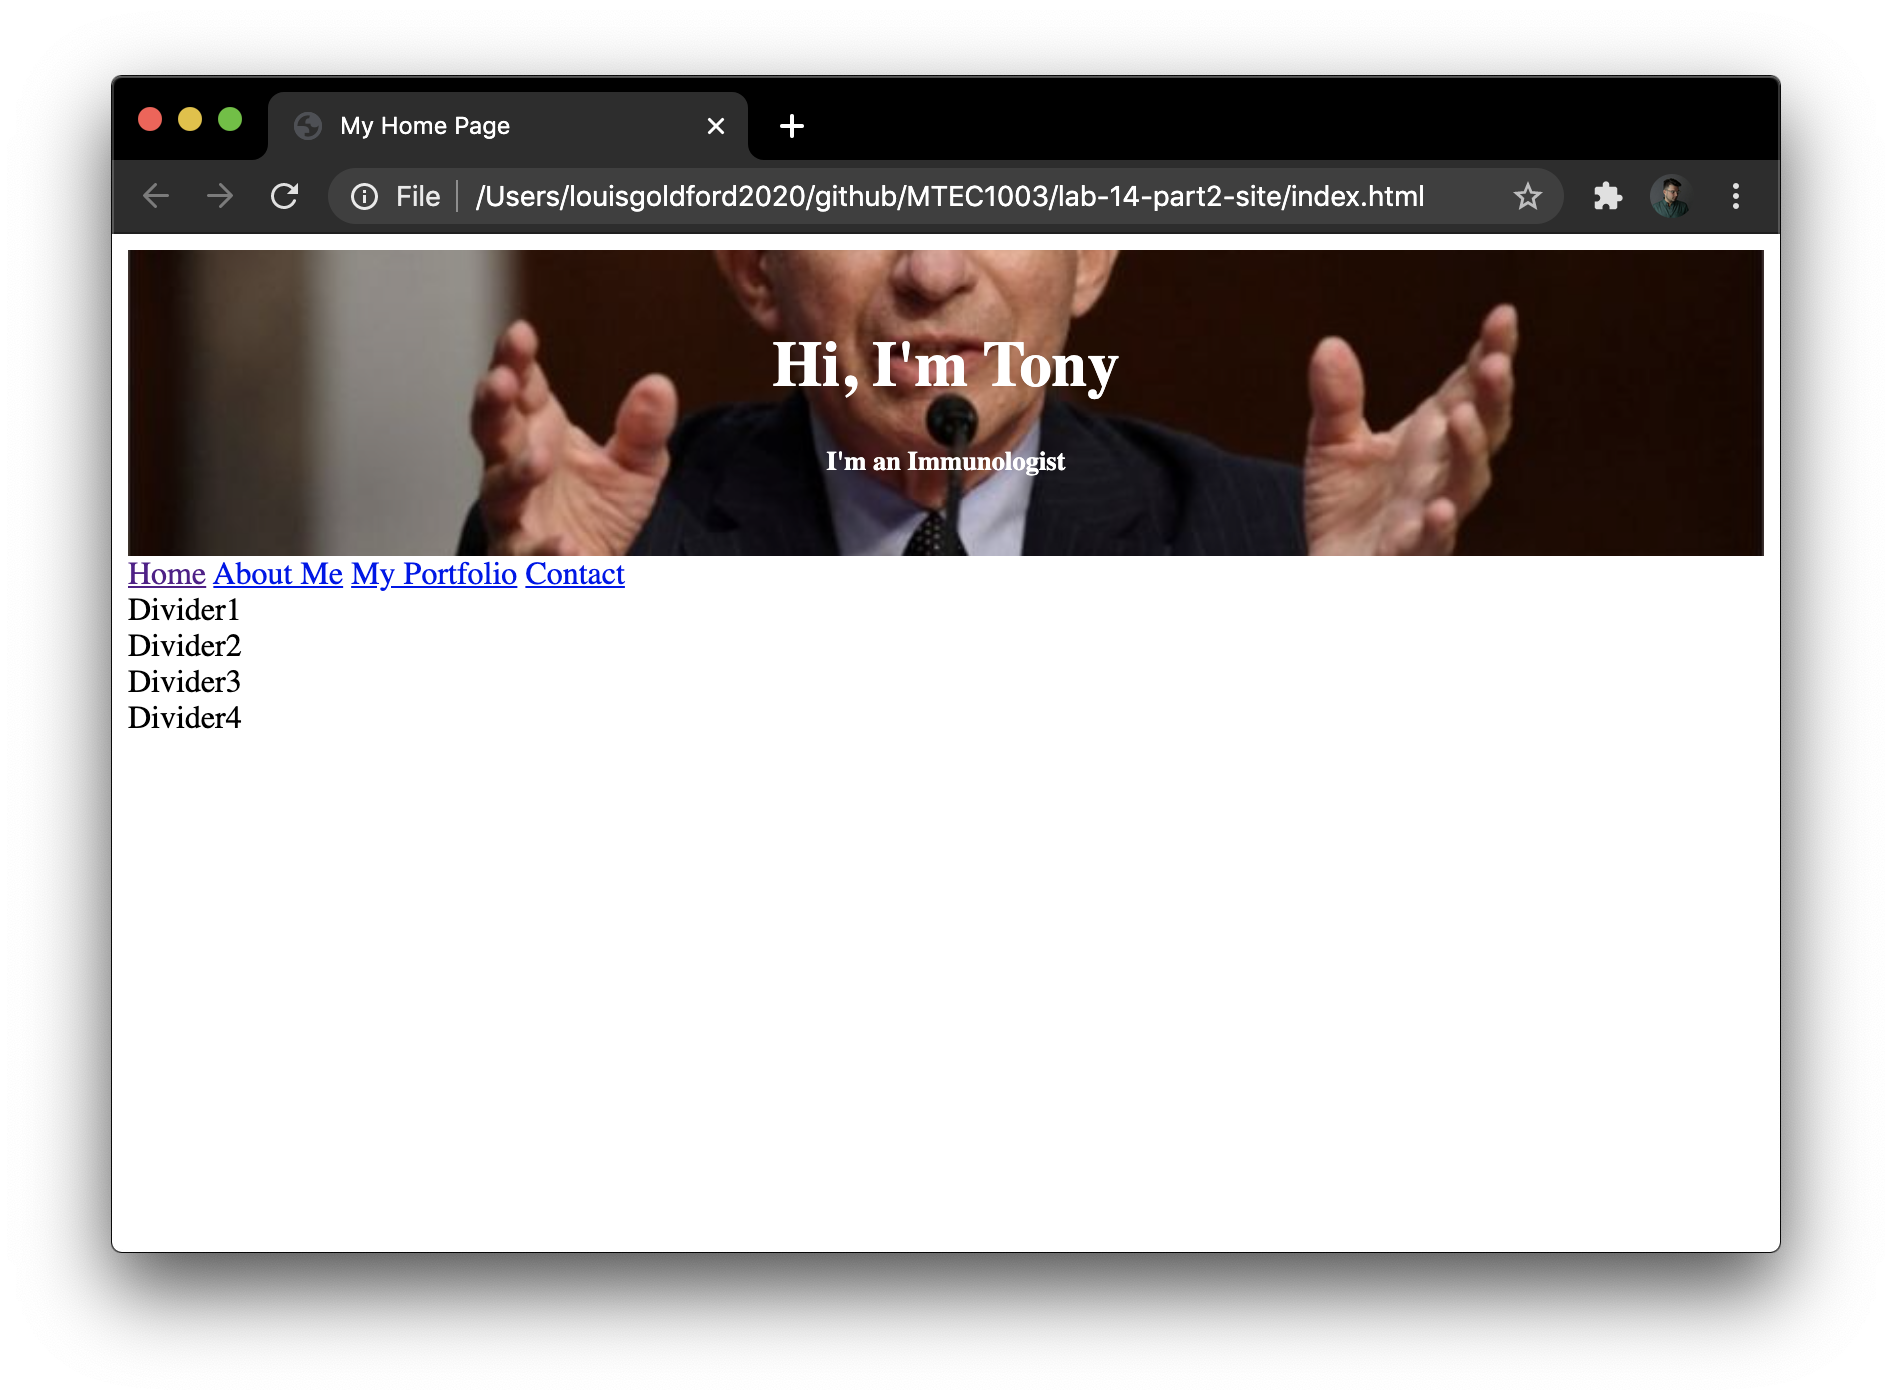 My Home Page
File /Users/louisgoldford2020/github/MTEC1003/lab-14-part2-site/index.html
Hi, I'm Tony
I'm an Immunologist
Home About Me My Portfolio Contact
Divider1
Divider2
Divider3
Divider4